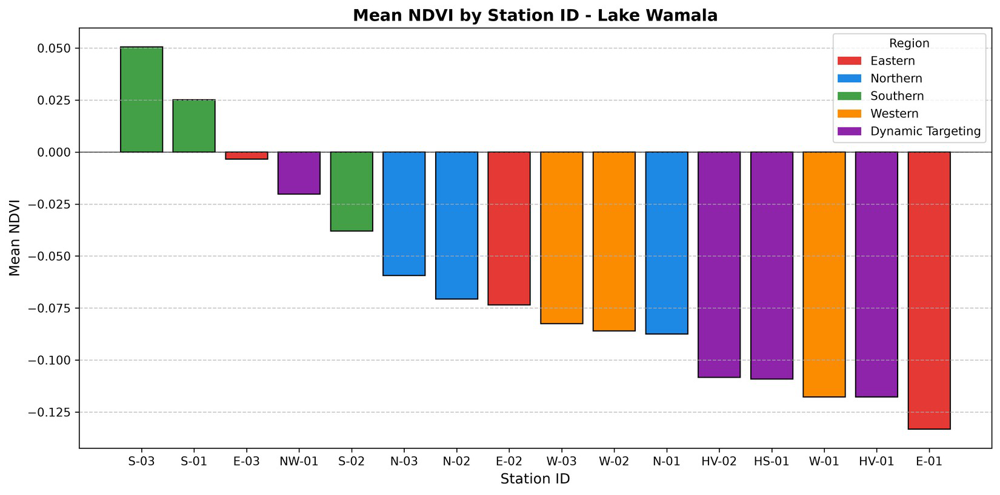 Mean NDVI by Station ID - Lake Wamala
Region
Eastern
Northern
Southern
Western
Dynamic Targeting
Mean NDVI
0.050
0.025
0.000
−0.025
−0.050
−0.075
−0.100
−0.125
S-03 S-01 E-03 NW-01 S-02 N-03 N-02 E-02 W-03 W-02 N-01 HV-02 HS-01 W-01 HV-01 E-01
Station ID